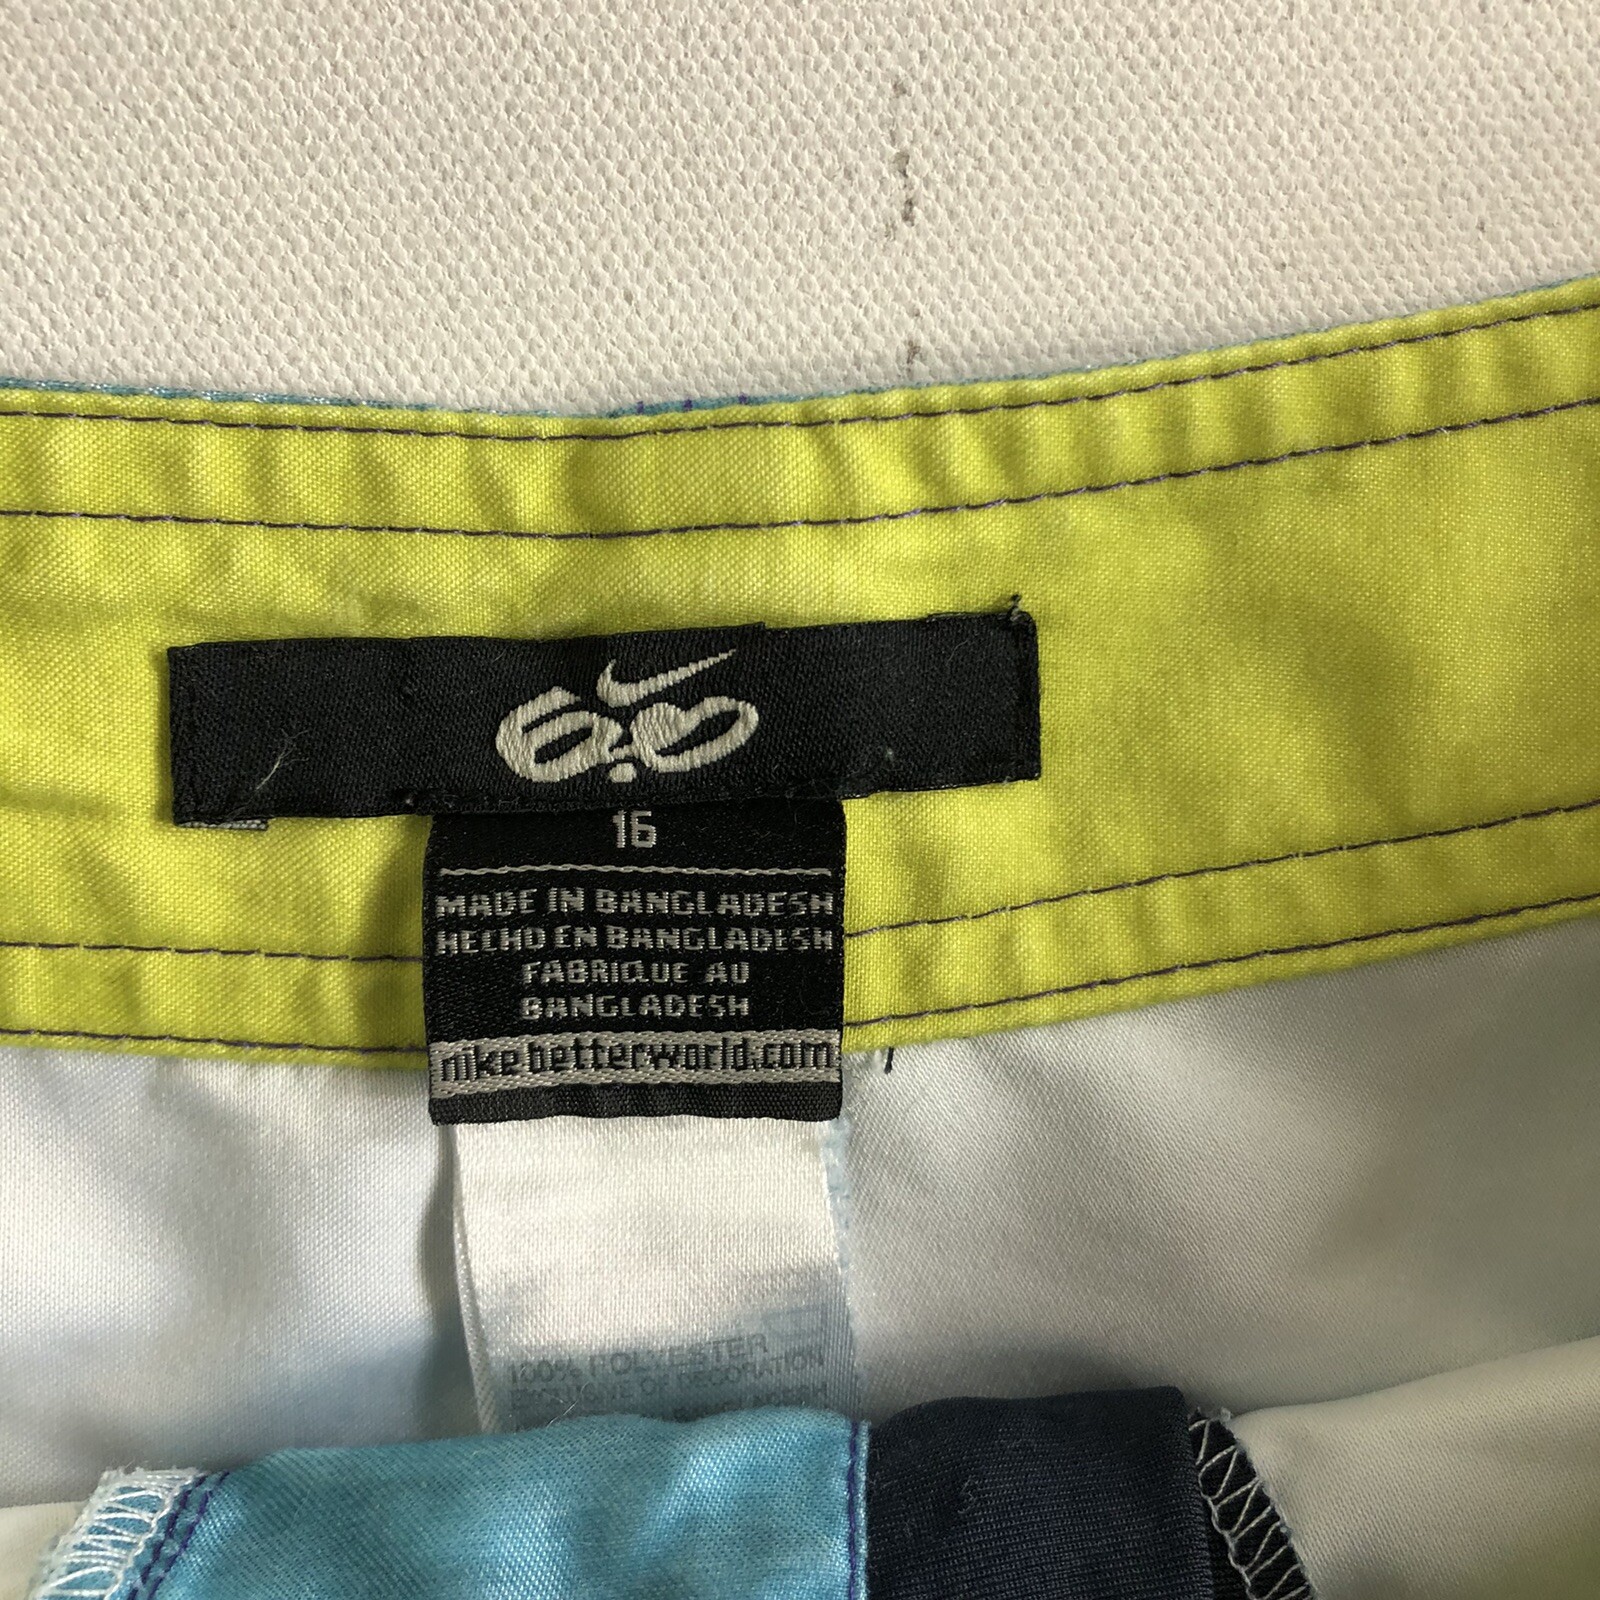 6.0
16
MADE IN BANGLADESH
HECHO EN BANGLADESH
FABRIQUE AU
BANGLADESH
nikebetterworld.com
100% POLYESTER
EXCLUSIVE OF DECORATION
BANGLADESH